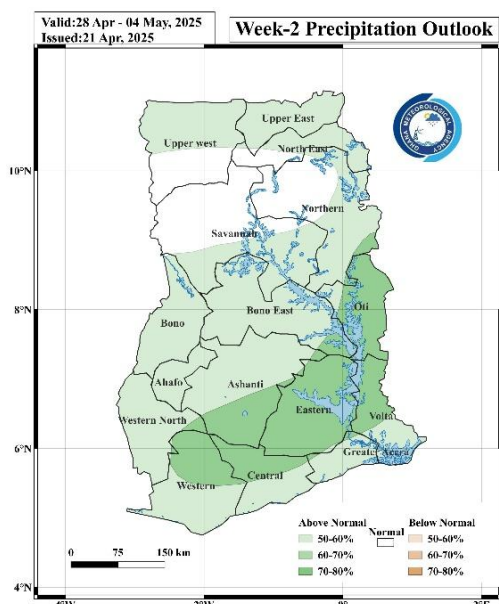 Valid:28 Apr - 04 May, 2025
Issued:21 Apr, 2025
Week-2 Precipitation Outlook
GHANA METEOROLOGICAL AGENCY
Upper East
Upper west
North East
10°N
Northern
Savannah
8°N
Oti
Bono East
Bono
Ahafo
Ashanti
Eastern
Western North
Volta
6°N
Greater Accra
Central
Western
Above Normal
Normal
Below Normal
50-60%
50-60%
60-70%
60-70%
70-80%
70-80%
0 75 150 km
4°N